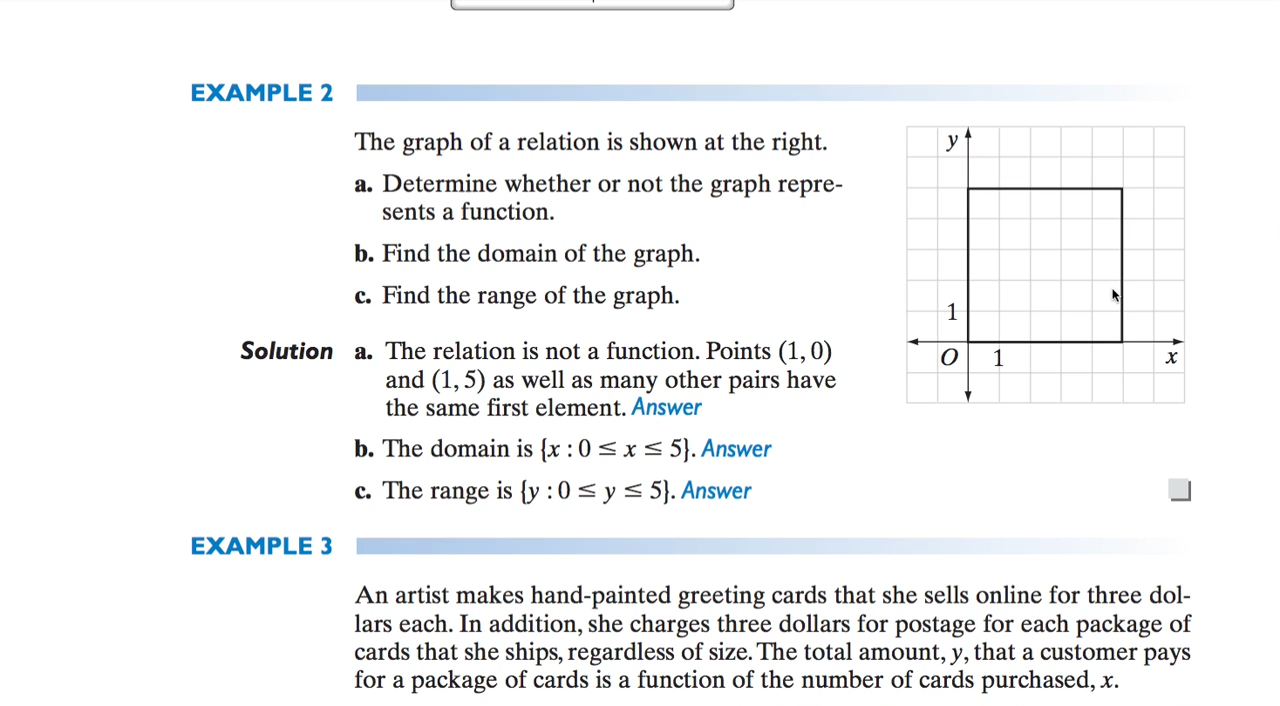 EXAMPLE 2
The graph of a relation is shown at the right.
a. Determine whether or not the graph repre-
sents a function.
b. Find the domain of the graph.
c. Find the range of the graph.
Solution a. The relation is not a function. Points (1, 0)
and (1, 5) as well as many other pairs have
the same first element. Answer
b. The domain is {x : 0 ≤ x ≤ 5}. Answer
c. The range is {y : 0 ≤ y ≤ 5}. Answer
y
1
O 1 x
EXAMPLE 3
An artist makes hand-painted greeting cards that she sells online for three dol-
lars each. In addition, she charges three dollars for postage for each package of
cards that she ships, regardless of size. The total amount, y, that a customer pays
for a package of cards is a function of the number of cards purchased, x.